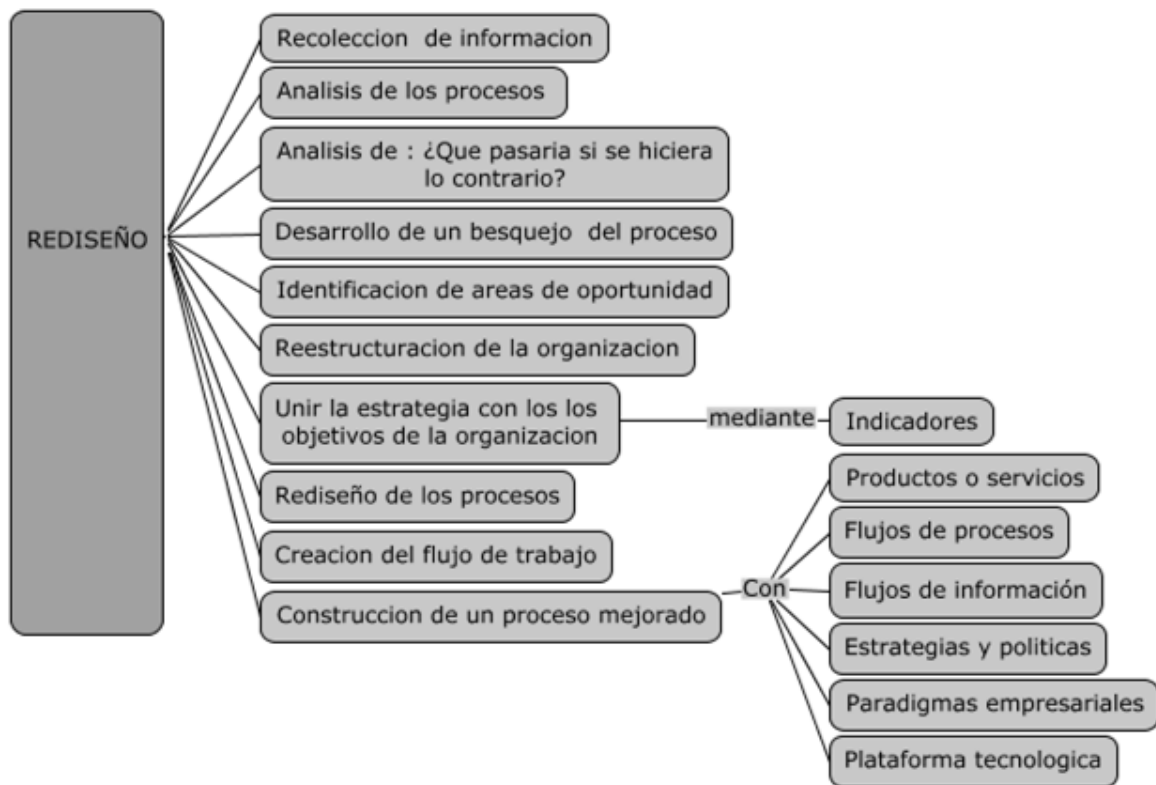 REDISEÑO
Recoleccion de informacion
Analisis de los procesos
Analisis de : ¿Que pasaria si se hiciera
lo contrario?
Desarrollo de un besquejo del proceso
Identificacion de areas de oportunidad
Reestructuracion de la organizacion
Unir la estrategia con los los
objetivos de la organizacion
mediante
Indicadores
Rediseño de los procesos
Creacion del flujo de trabajo
Construccion de un proceso mejorado
Con
Productos o servicios
Flujos de procesos
Flujos de información
Estrategias y politicas
Paradigmas empresariales
Plataforma tecnologica